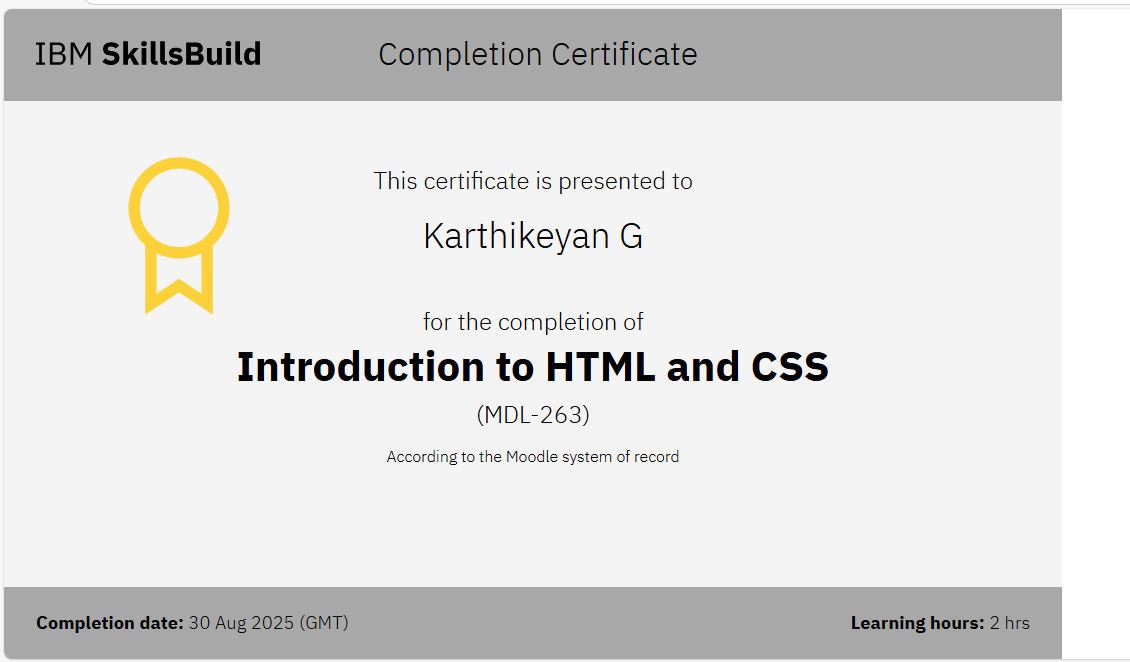 IBM SkillsBuild
Completion Certificate
This certificate is presented to
Karthikeyan G
for the completion of
Introduction to HTML and CSS
(MDL-263)
According to the Moodle system of record
Completion date: 30 Aug 2025 (GMT)
Learning hours: 2 hrs